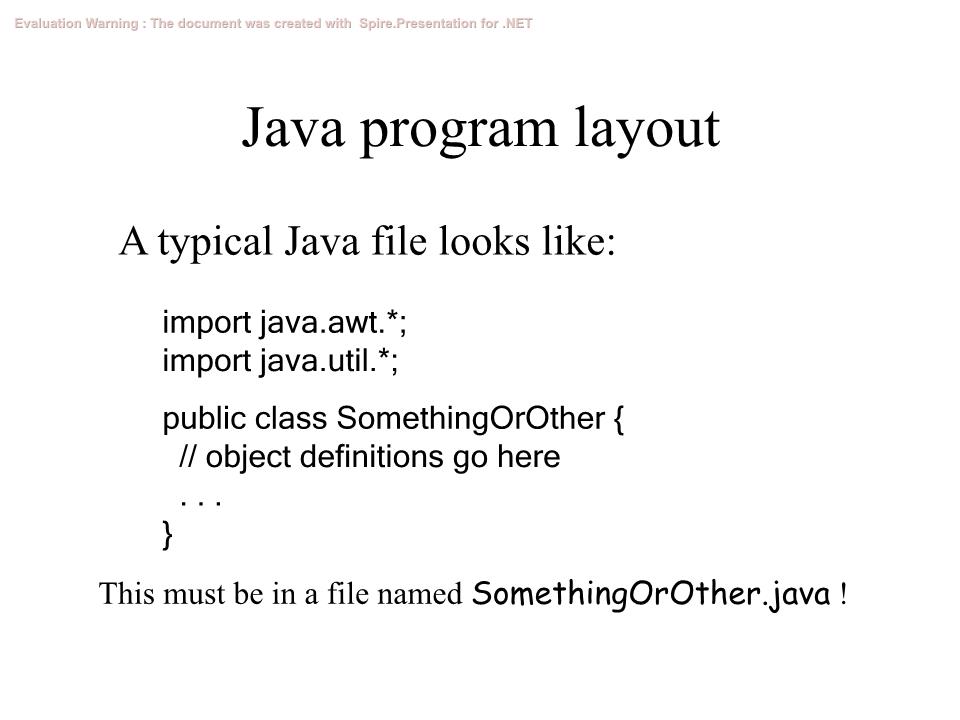 Evaluation Warning : The document was created with Spire.Presentation for .NET
Java program layout
A typical Java file looks like:
import java.awt.*;
import java.util.*;
public class SomethingOrOther {
// object definitions go here
. . .
}
This must be in a file named SomethingOrOther.java !